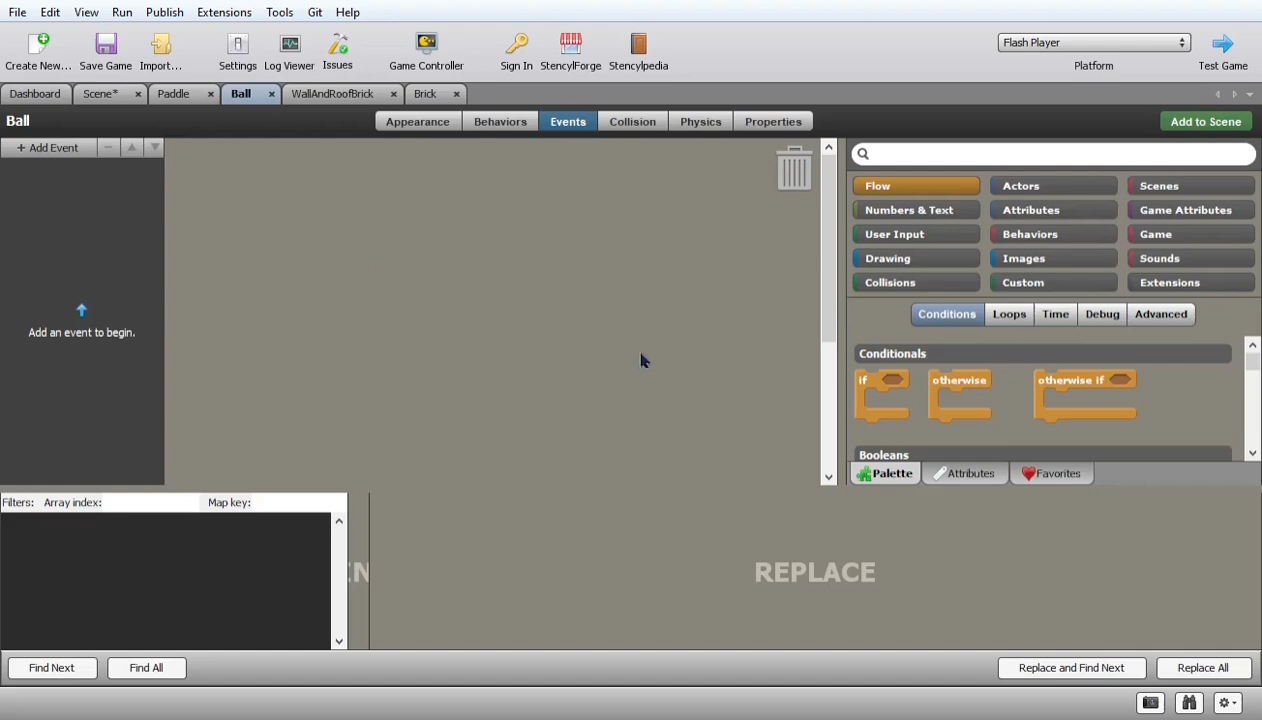 File Edit View Run Publish Extensions Tools Git Help
Create New... Save Game Import... Settings Log Viewer Issues Game Controller Sign In StencylForge Stencylpedia Flash Player Platform Test Game
Dashboard Scene* Paddle Ball WallAndRoofBrick Brick
Ball Appearance Behaviors Events Collision Physics Properties Add to Scene
+ Add Event
Flow Actors Scenes
Numbers & Text Attributes Game Attributes
User Input Behaviors Game
Drawing Images Sounds
Collisions Custom Extensions
Conditions Loops Time Debug Advanced
Add an event to begin.
Conditionals
if otherwise otherwise if
Booleans
Palette Attributes Favorites
Filters: Array index: Map key:
REPLACE
Find Next Find All Replace and Find Next Replace All